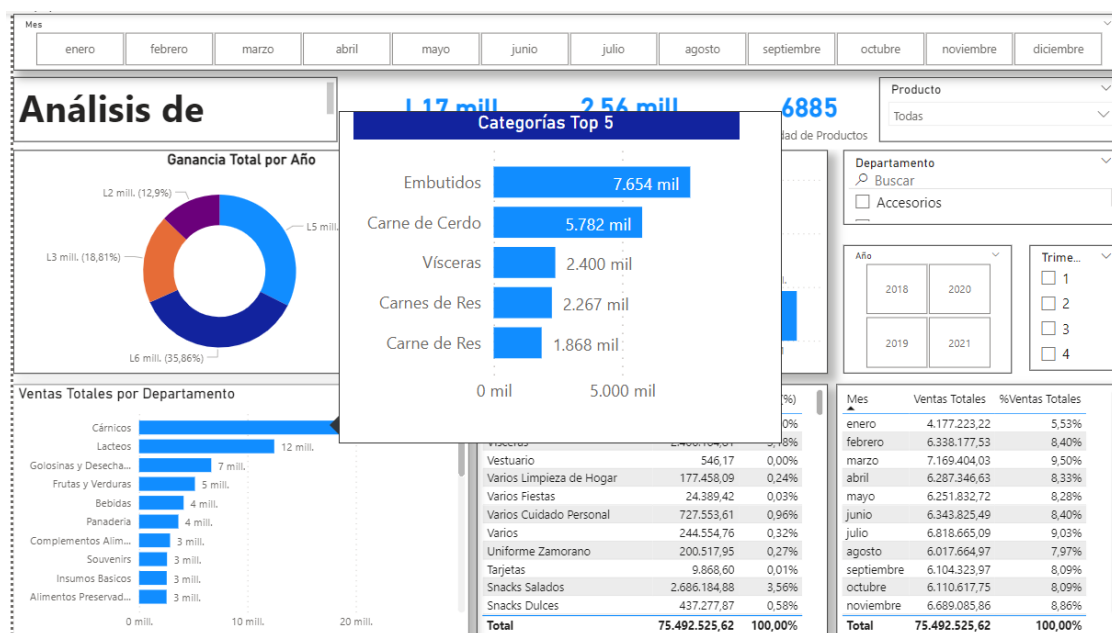 Mes
enero febrero marzo abril mayo junio julio agosto septiembre octubre noviembre diciembre
Análisis de
L17 mill. 2,56 mill. 6885
dad de Productos
Producto
Todas
Categorías Top 5
Embutidos 7.654 mil
Carne de Cerdo 5.782 mil
Vísceras 2.400 mil
Carnes de Res 2.267 mil
Carne de Res 1.868 mil
0 mil 5.000 mil
Ganancia Total por Año
L2 mill. (12,9%)
L5 mill.
L3 mill. (18,81%)
L6 mill. (35,86%)
Departamento
Buscar
Accesorios
Año
2018 2020
2019 2021
Trime...
1
2
3
4
Ventas Totales por Departamento
Cárnicos
Lacteos 12 mill.
Golosinas y Desecha... 7 mill.
Frutas y Verduras 5 mill.
Bebidas 4 mill.
Panadería 4 mill.
Complementos Alim... 3 mill.
Souvenirs 3 mill.
Insumos Basicos 3 mill.
Alimentos Preservad... 3 mill.
0 mill. 10 mill. 20 mill.
Vestuario 546,17 0,00%
Varios Limpieza de Hogar 177.458,09 0,24%
Varios Fiestas 24.389,42 0,03%
Varios Cuidado Personal 727.553,61 0,96%
Varios 244.554,76 0,32%
Uniforme Zamorano 200.517,95 0,27%
Tarjetas 9.868,60 0,01%
Snacks Salados 2.686.184,88 3,56%
Snacks Dulces 437.277,87 0,58%
Total 75.492.525,62 100,00%
Mes Ventas Totales %Ventas Totales
enero 4.177.223,22 5,53%
febrero 6.338.177,53 8,40%
marzo 7.169.404,03 9,50%
abril 6.287.346,63 8,33%
mayo 6.251.832,72 8,28%
junio 6.343.825,49 8,40%
julio 6.818.665,09 9,03%
agosto 6.017.664,97 7,97%
septiembre 6.104.323,97 8,09%
octubre 6.110.617,75 8,09%
noviembre 6.689.085,86 8,86%
Total 75.492.525,62 100,00%